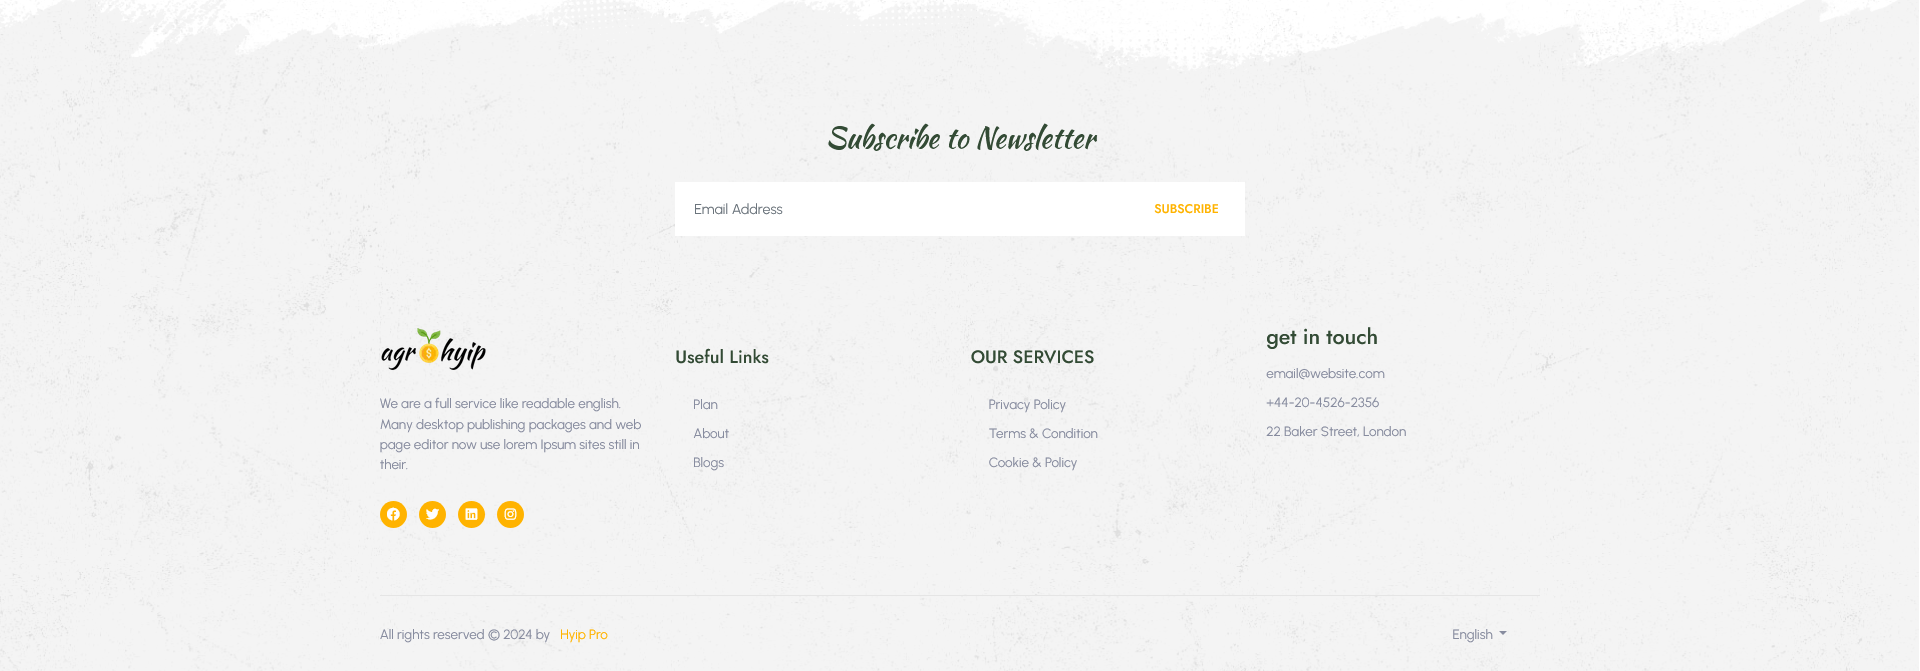 Subscribe to Newsletter
Email Address
SUBSCRIBE
agr hyip
We are a full service like readable english.
Many desktop publishing packages and web
page editor now use lorem Ipsum sites still in
their.
Useful Links
Plan
About
Blogs
OUR SERVICES
Privacy Policy
Terms & Condition
Cookie & Policy
get in touch
email@website.com
+44-20-4526-2356
22 Baker Street, London
All rights reserved © 2024 by Hyip Pro
English